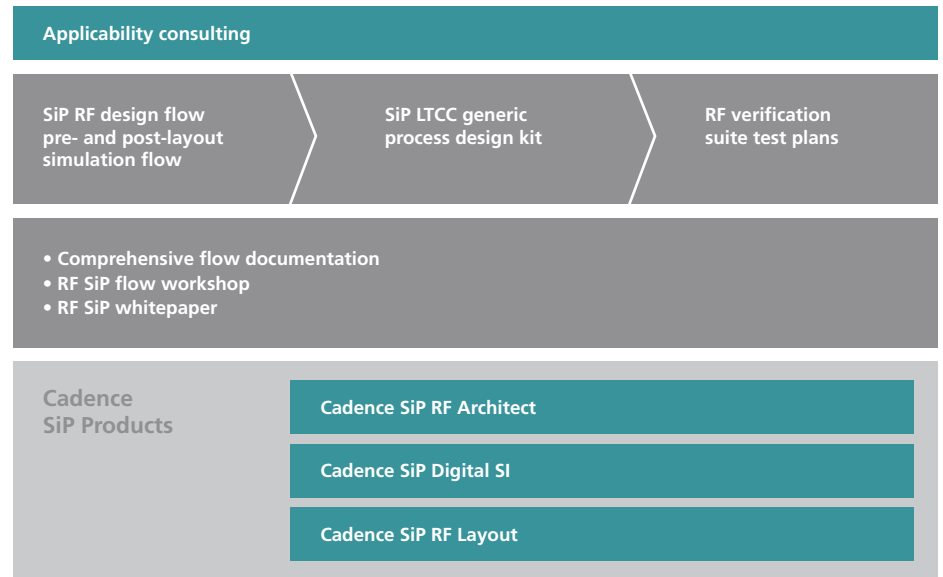 Applicability consulting
SiP RF design flow
pre- and post-layout
simulation flow
SiP LTCC generic
process design kit
RF verification
suite test plans
• Comprehensive flow documentation
• RF SiP flow workshop
• RF SiP whitepaper
Cadence
SiP Products
Cadence SiP RF Architect
Cadence SiP Digital SI
Cadence SiP RF Layout